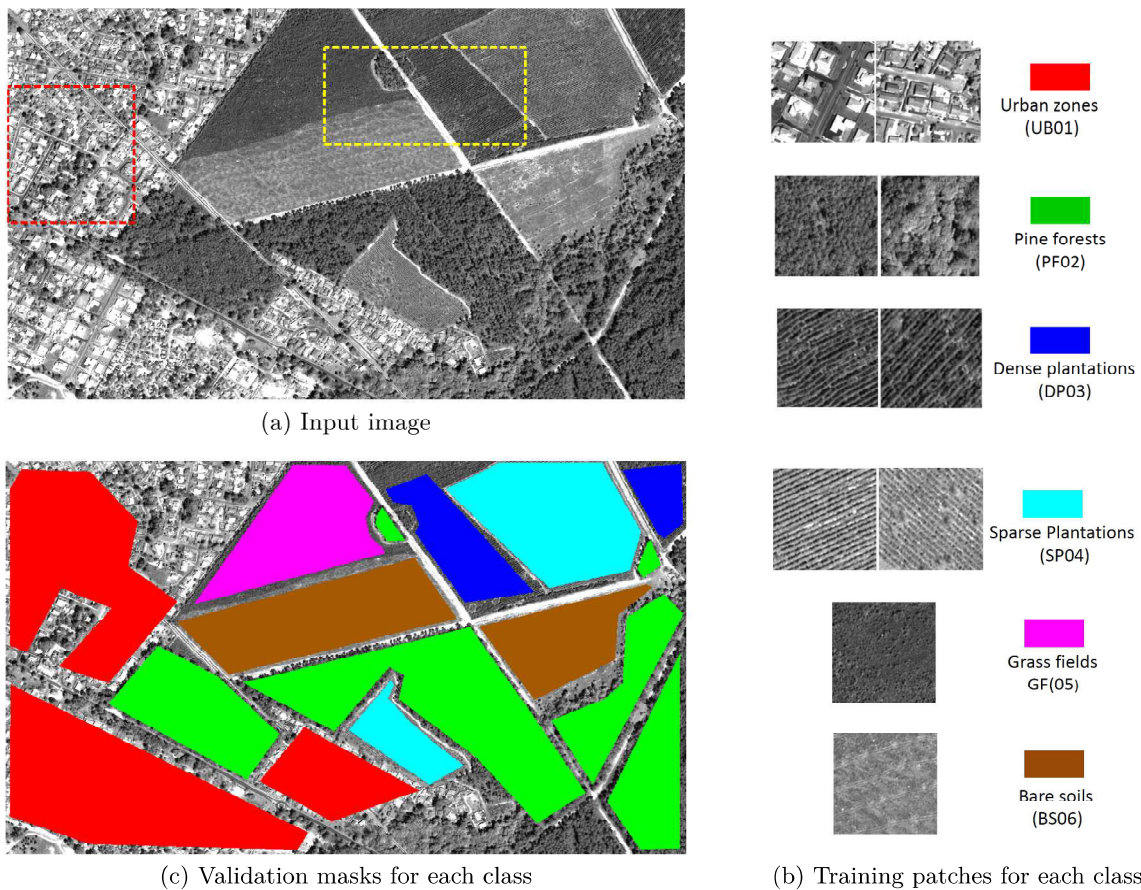 (a) Input image
(c) Validation masks for each class
Urban zones
(UB01)
Pine forests
(PF02)
Dense plantations
(DP03)
Sparse Plantations
(SP04)
Grass fields
GF(05)
Bare soils
(BS06)
(b) Training patches for each class